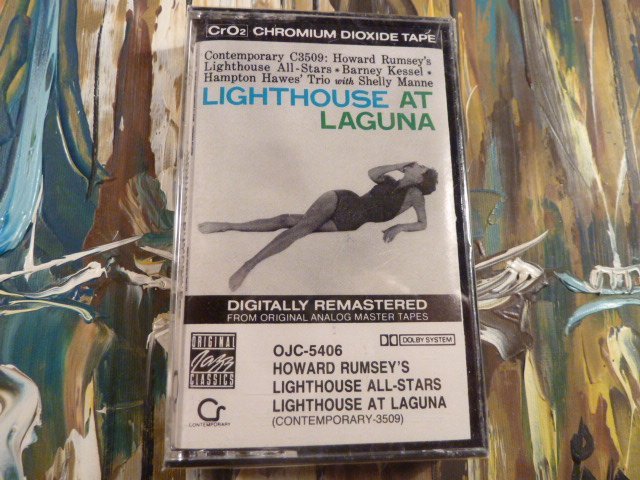 CrO2 CHROMIUM DIOXIDE TAPE
Contemporary C3509: Howard Rumsey's
Lighthouse All-Stars * Barney Kessel *
Hampton Hawes' Trio with Shelly Manne
LIGHTHOUSE AT
LAGUNA
DIGITALLY REMASTERED
FROM ORIGINAL ANALOG MASTER TAPES
ORIGINAL
Jazz
CLASSICS
CONTEMPORARY
OJC-5406
DOLBY SYSTEM
HOWARD RUMSEY'S
LIGHTHOUSE ALL-STARS
LIGHTHOUSE AT LAGUNA
(CONTEMPORARY-3509)